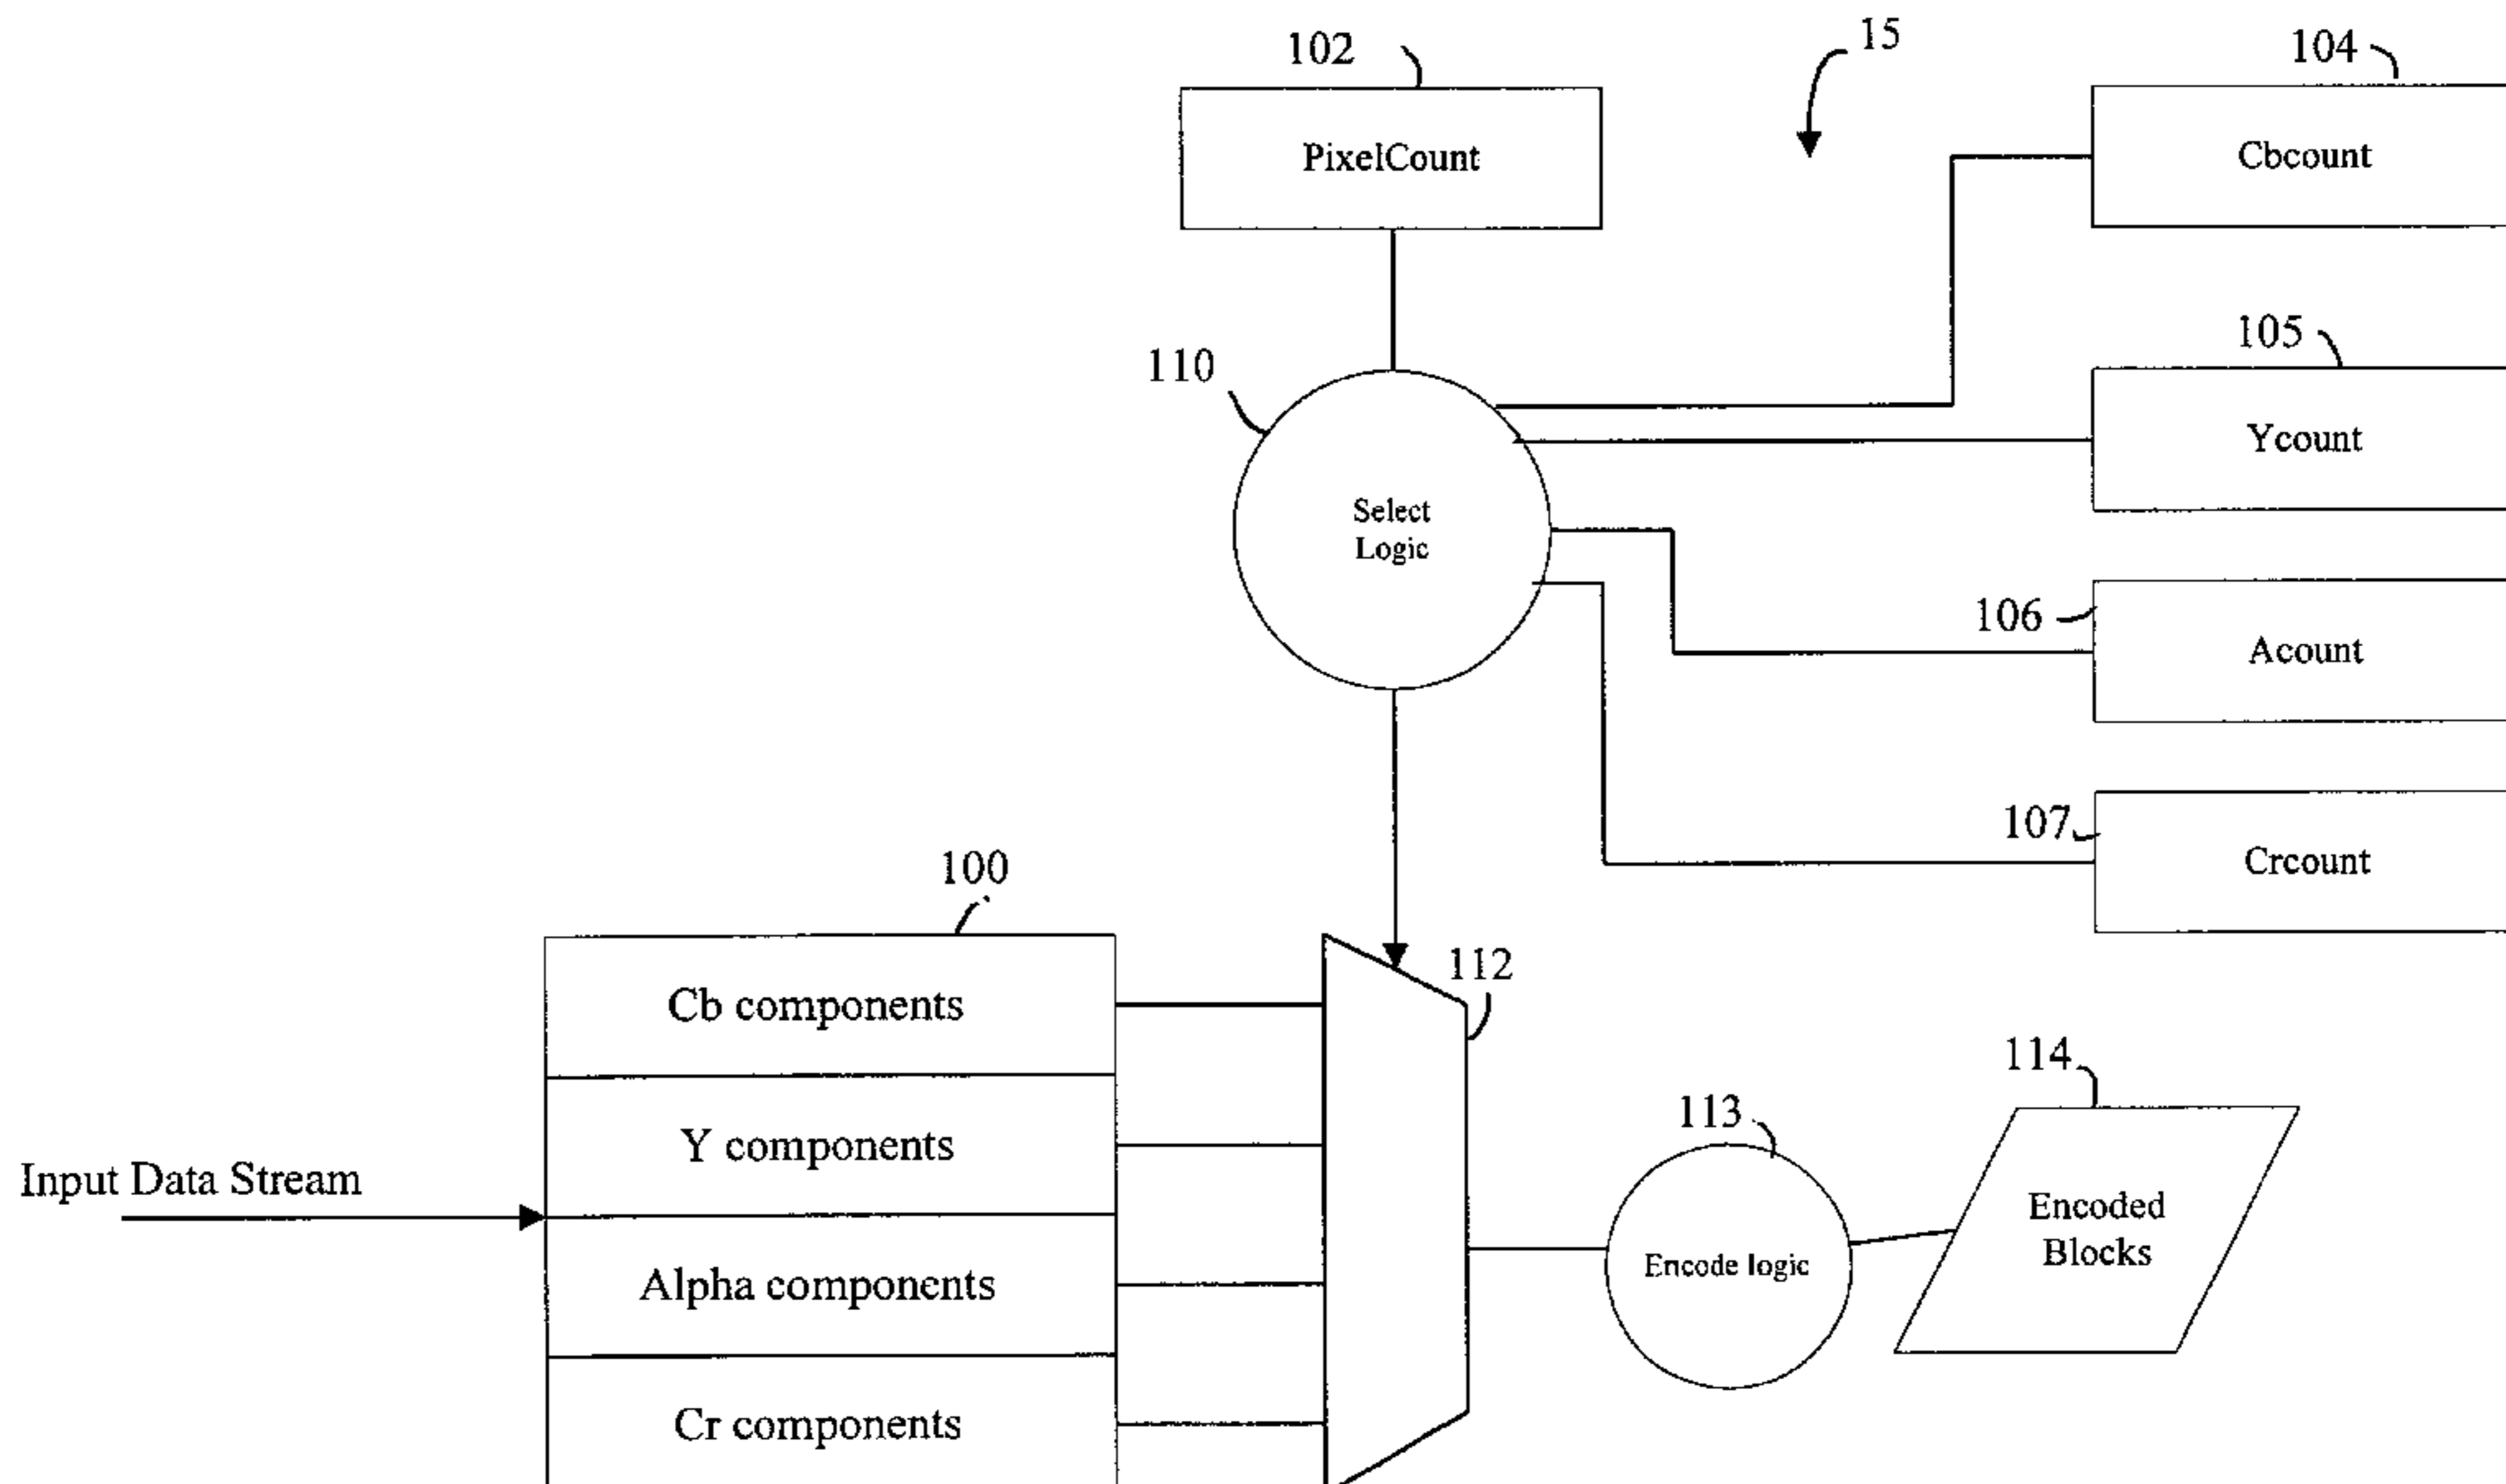 102
15
104
PixelCount
Cbcount
105
110
Ycount
Select
Logic
106
Acount
107
Crcount
100
112
Cb components
114
113
Y components
Input Data Stream
Encoded
Blocks
Encode logic
Alpha components
Cr components